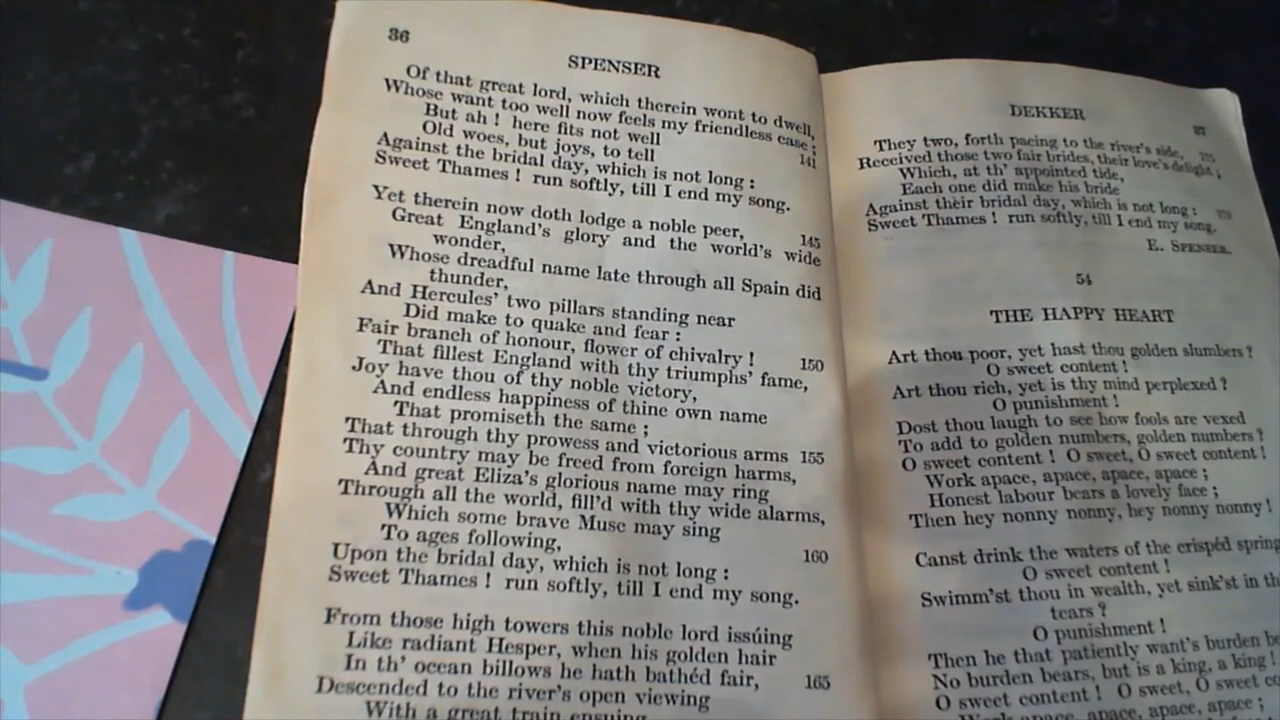 36
SPENSER
Of that great lord, which therein wont to dwell,
Whose want too well now feels my friendless case ;
But ah ! here fits not well
Old woes, but joys, to tell 141
Against the bridal day, which is not long :
Sweet Thames ! run softly, till I end my song.
Yet therein now doth lodge a noble peer,
Great England's glory and the world's wide 145
wonder,
Whose dreadful name late through all Spain did
thunder,
And Hercules' two pillars standing near
Did make to quake and fear :
Fair branch of honour, flower of chivalry ! 150
That fillest England with thy triumphs' fame,
Joy have thou of thy noble victory,
And endless happiness of thine own name
That promiseth the same ;
That through thy prowess and victorious arms 155
Thy country may be freed from foreign harms,
And great Eliza's glorious name may ring
Through all the world, fill'd with thy wide alarms,
Which some brave Muse may sing
To ages following, 160
Upon the bridal day, which is not long :
Sweet Thames ! run softly, till I end my song.
From those high towers this noble lord issúing
Like radiant Hesper, when his golden hair
In th' ocean billows he hath bathéd fair, 165
Descended to the river's open viewing
With a great train ensuing.
DEKKER
37
They two, forth pacing to the river's side,
Received those two fair brides, their love's delight ;
Which, at th' appointed tide,
Each one did make his bride
Against their bridal day, which is not long :
Sweet Thames ! run softly, till I end my song.
E. SPENSER.
54
THE HAPPY HEART
Art thou poor, yet hast thou golden slumbers ?
O sweet content !
Art thou rich, yet is thy mind perplexed ?
O punishment !
Dost thou laugh to see how fools are vexed
To add to golden numbers, golden numbers ?
O sweet content ! O sweet, O sweet content !
Work apace, apace, apace, apace ;
Honest labour bears a lovely face ;
Then hey nonny nonny, hey nonny nonny !
Canst drink the waters of the crispéd spring
O sweet content !
Swimm'st thou in wealth, yet sink'st in
tears ?
O punishment !
Then he that patiently want's burden
No burden bears, but is a king, a king !
O sweet content ! O sweet, O sweet
Work apace, apace, apace, apace ;